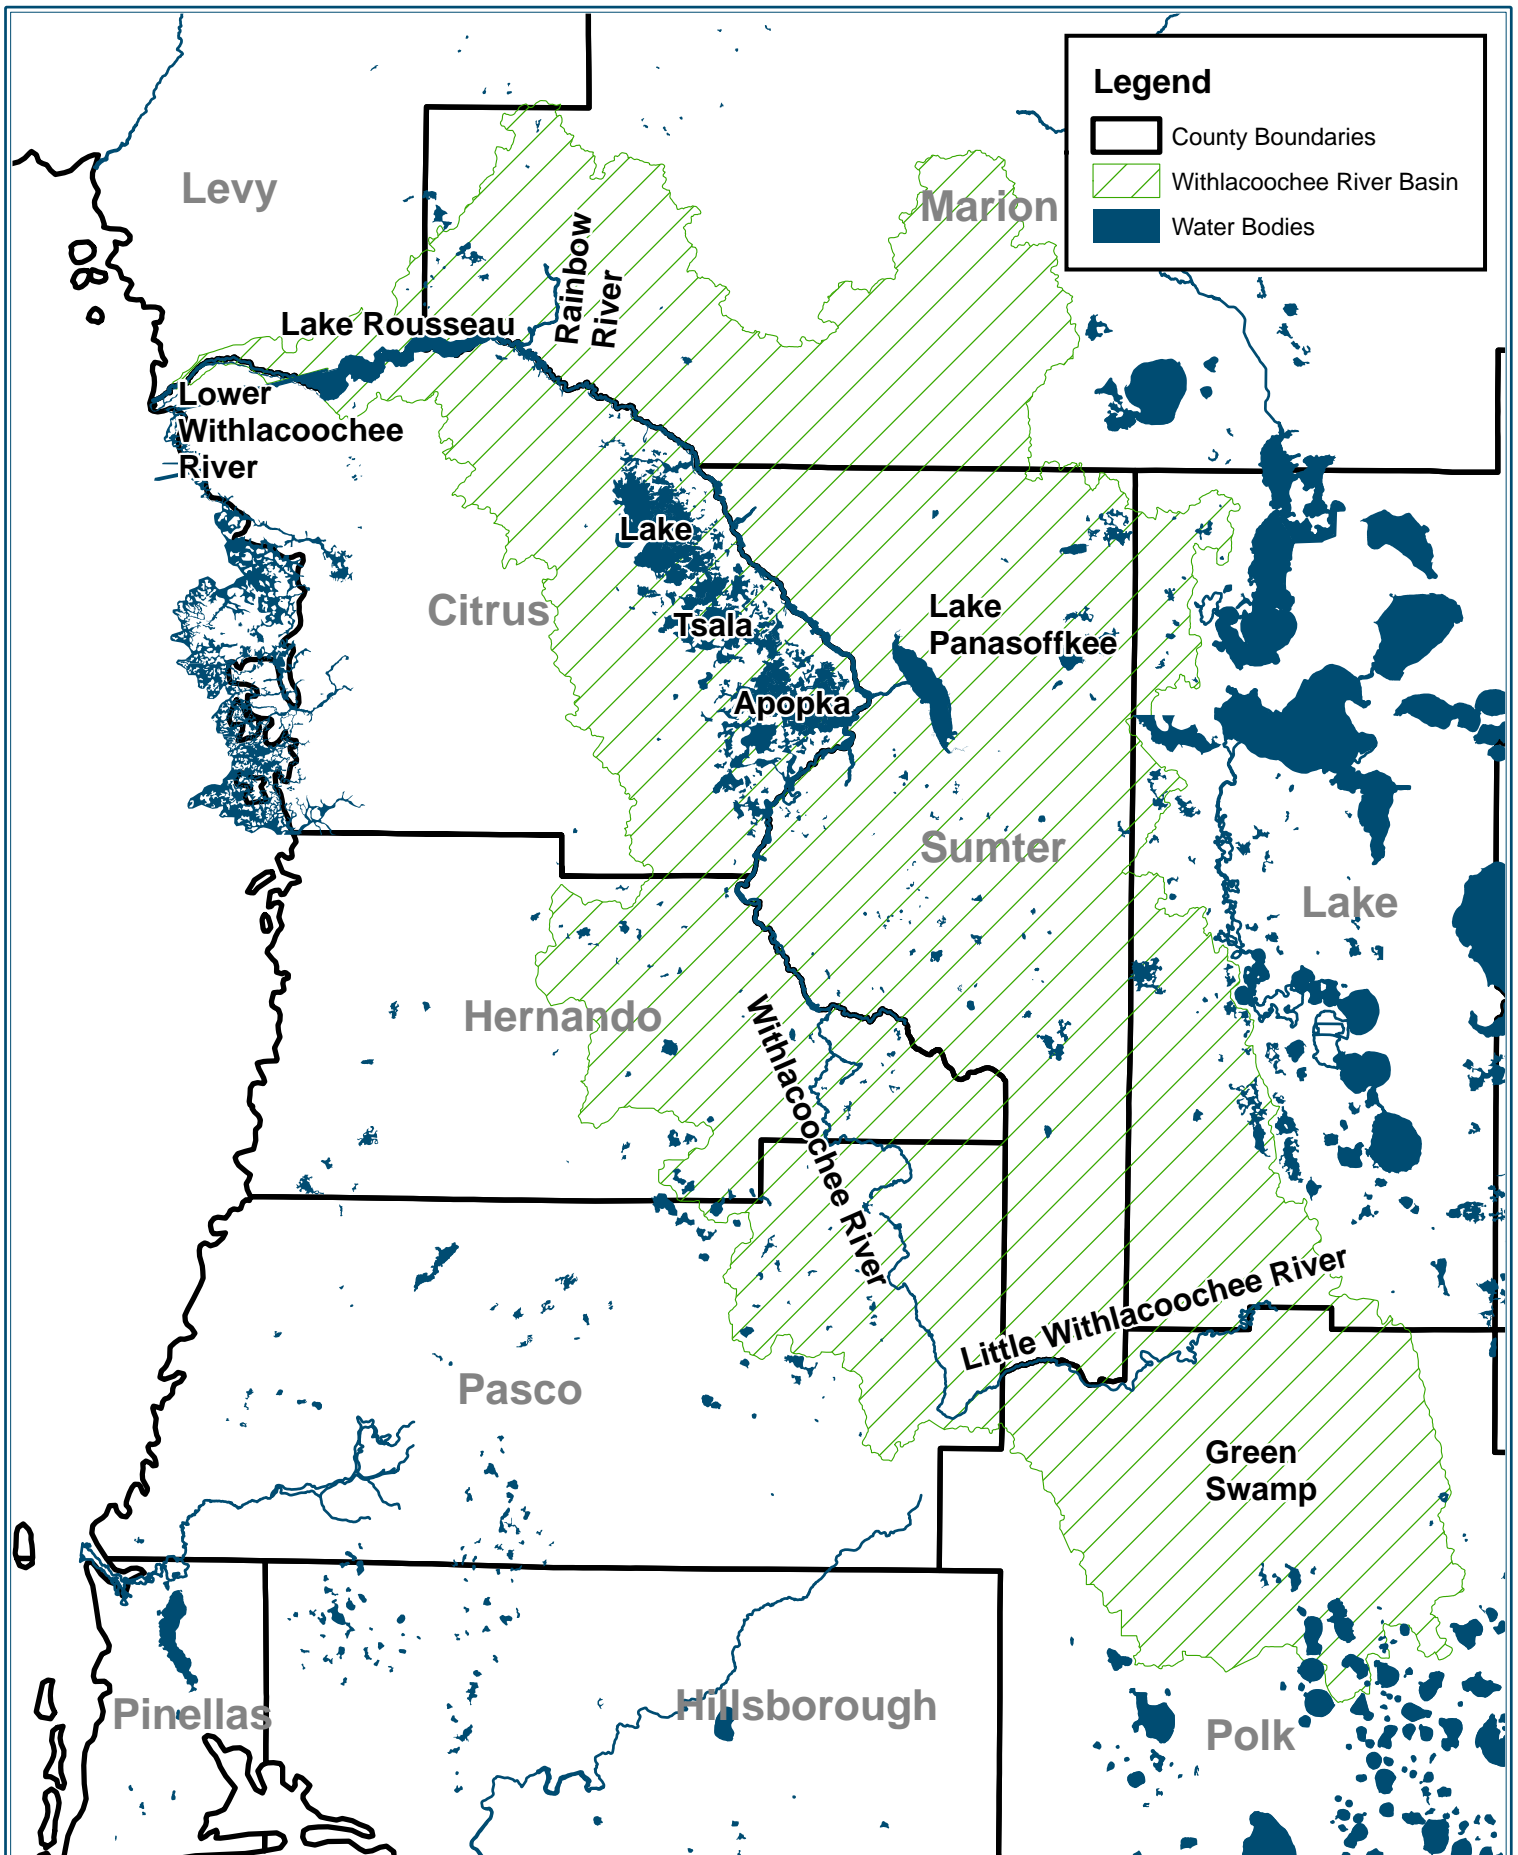 Legend
County Boundaries
Withlacoochee River Basin
Water Bodies
Levy
Marion
Rainbow
River
Lake Rousseau
Lower
Withlacoochee
River
Lake
Citrus
Tsala
Lake
Panasoffkee
Apopka
Sumter
Lake
Hernando
Withlacoochee River
Little Withlacoochee River
Pasco
Green
Swamp
Pinellas
Hillsborough
Polk